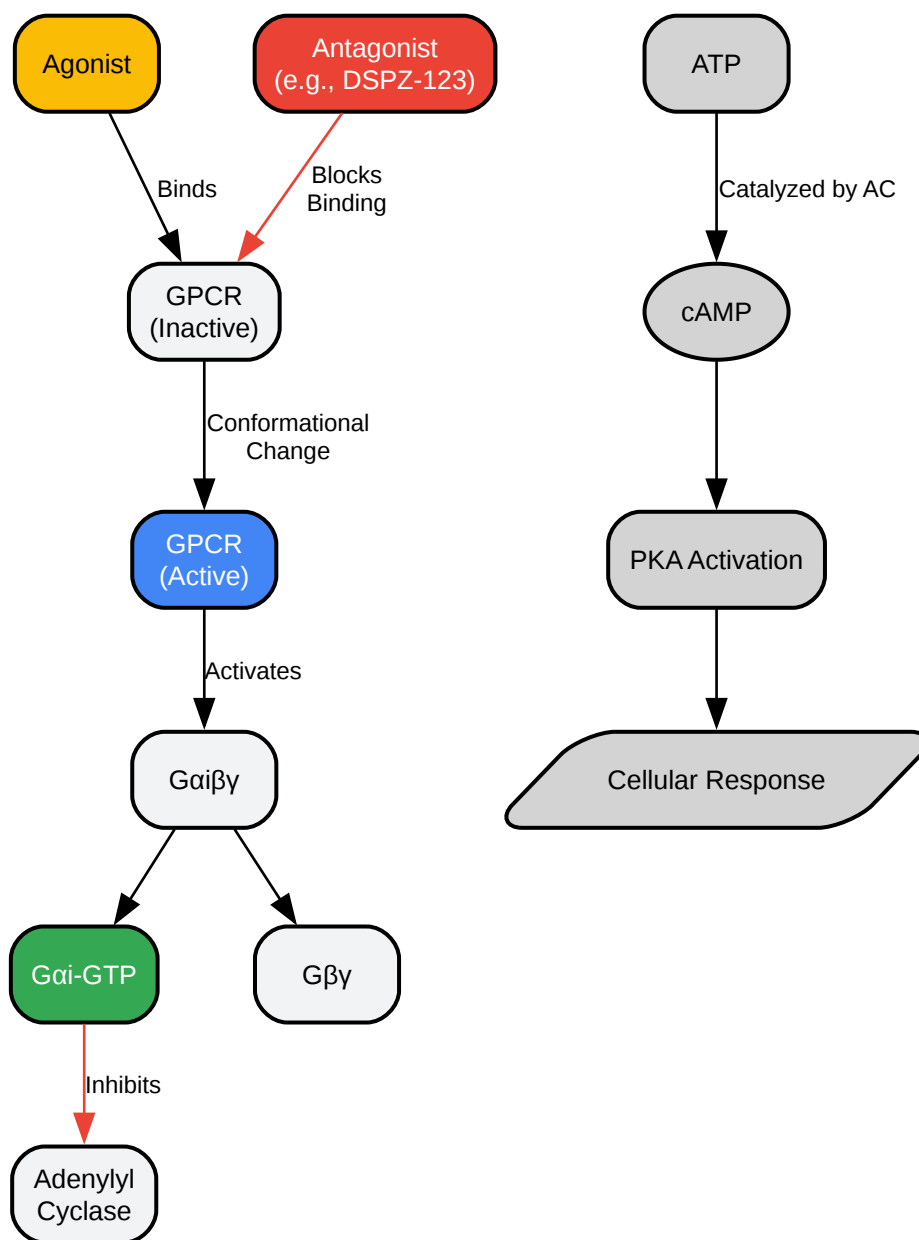 Agonist
Antagonist
(e.g., DSPZ-123)
ATP
Binds
Blocks
Binding
Catalyzed by AC
GPCR
(Inactive)
cAMP
Conformational
Change
GPCR
(Active)
PKA Activation
Activates
Gαiβγ
Cellular Response
Gαi-GTP
Gβγ
Inhibits
Adenylyl
Cyclase